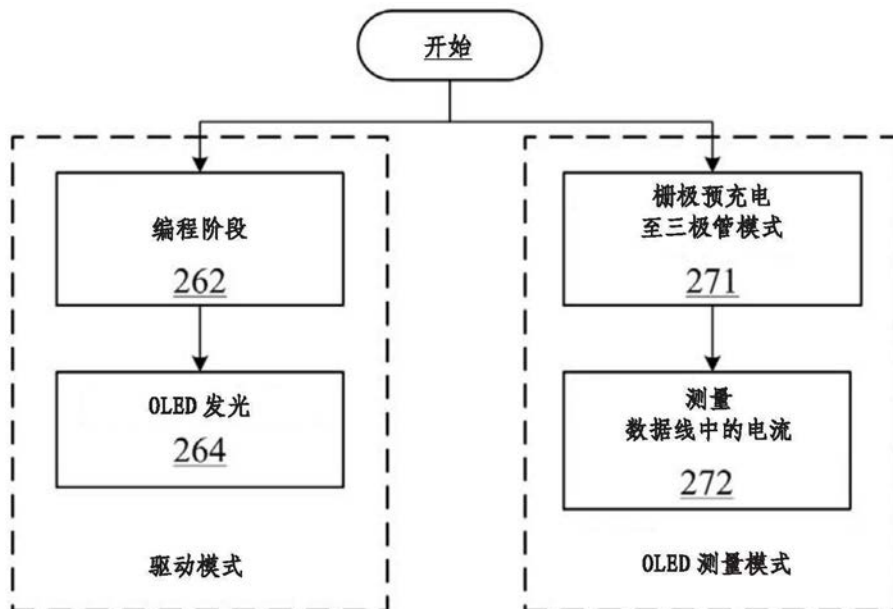 开始
编程阶段
262
OLED 发光
264
驱动模式
栅极预充电
至三极管模式
271
测量
数据线中的电流
272
OLED 测量模式